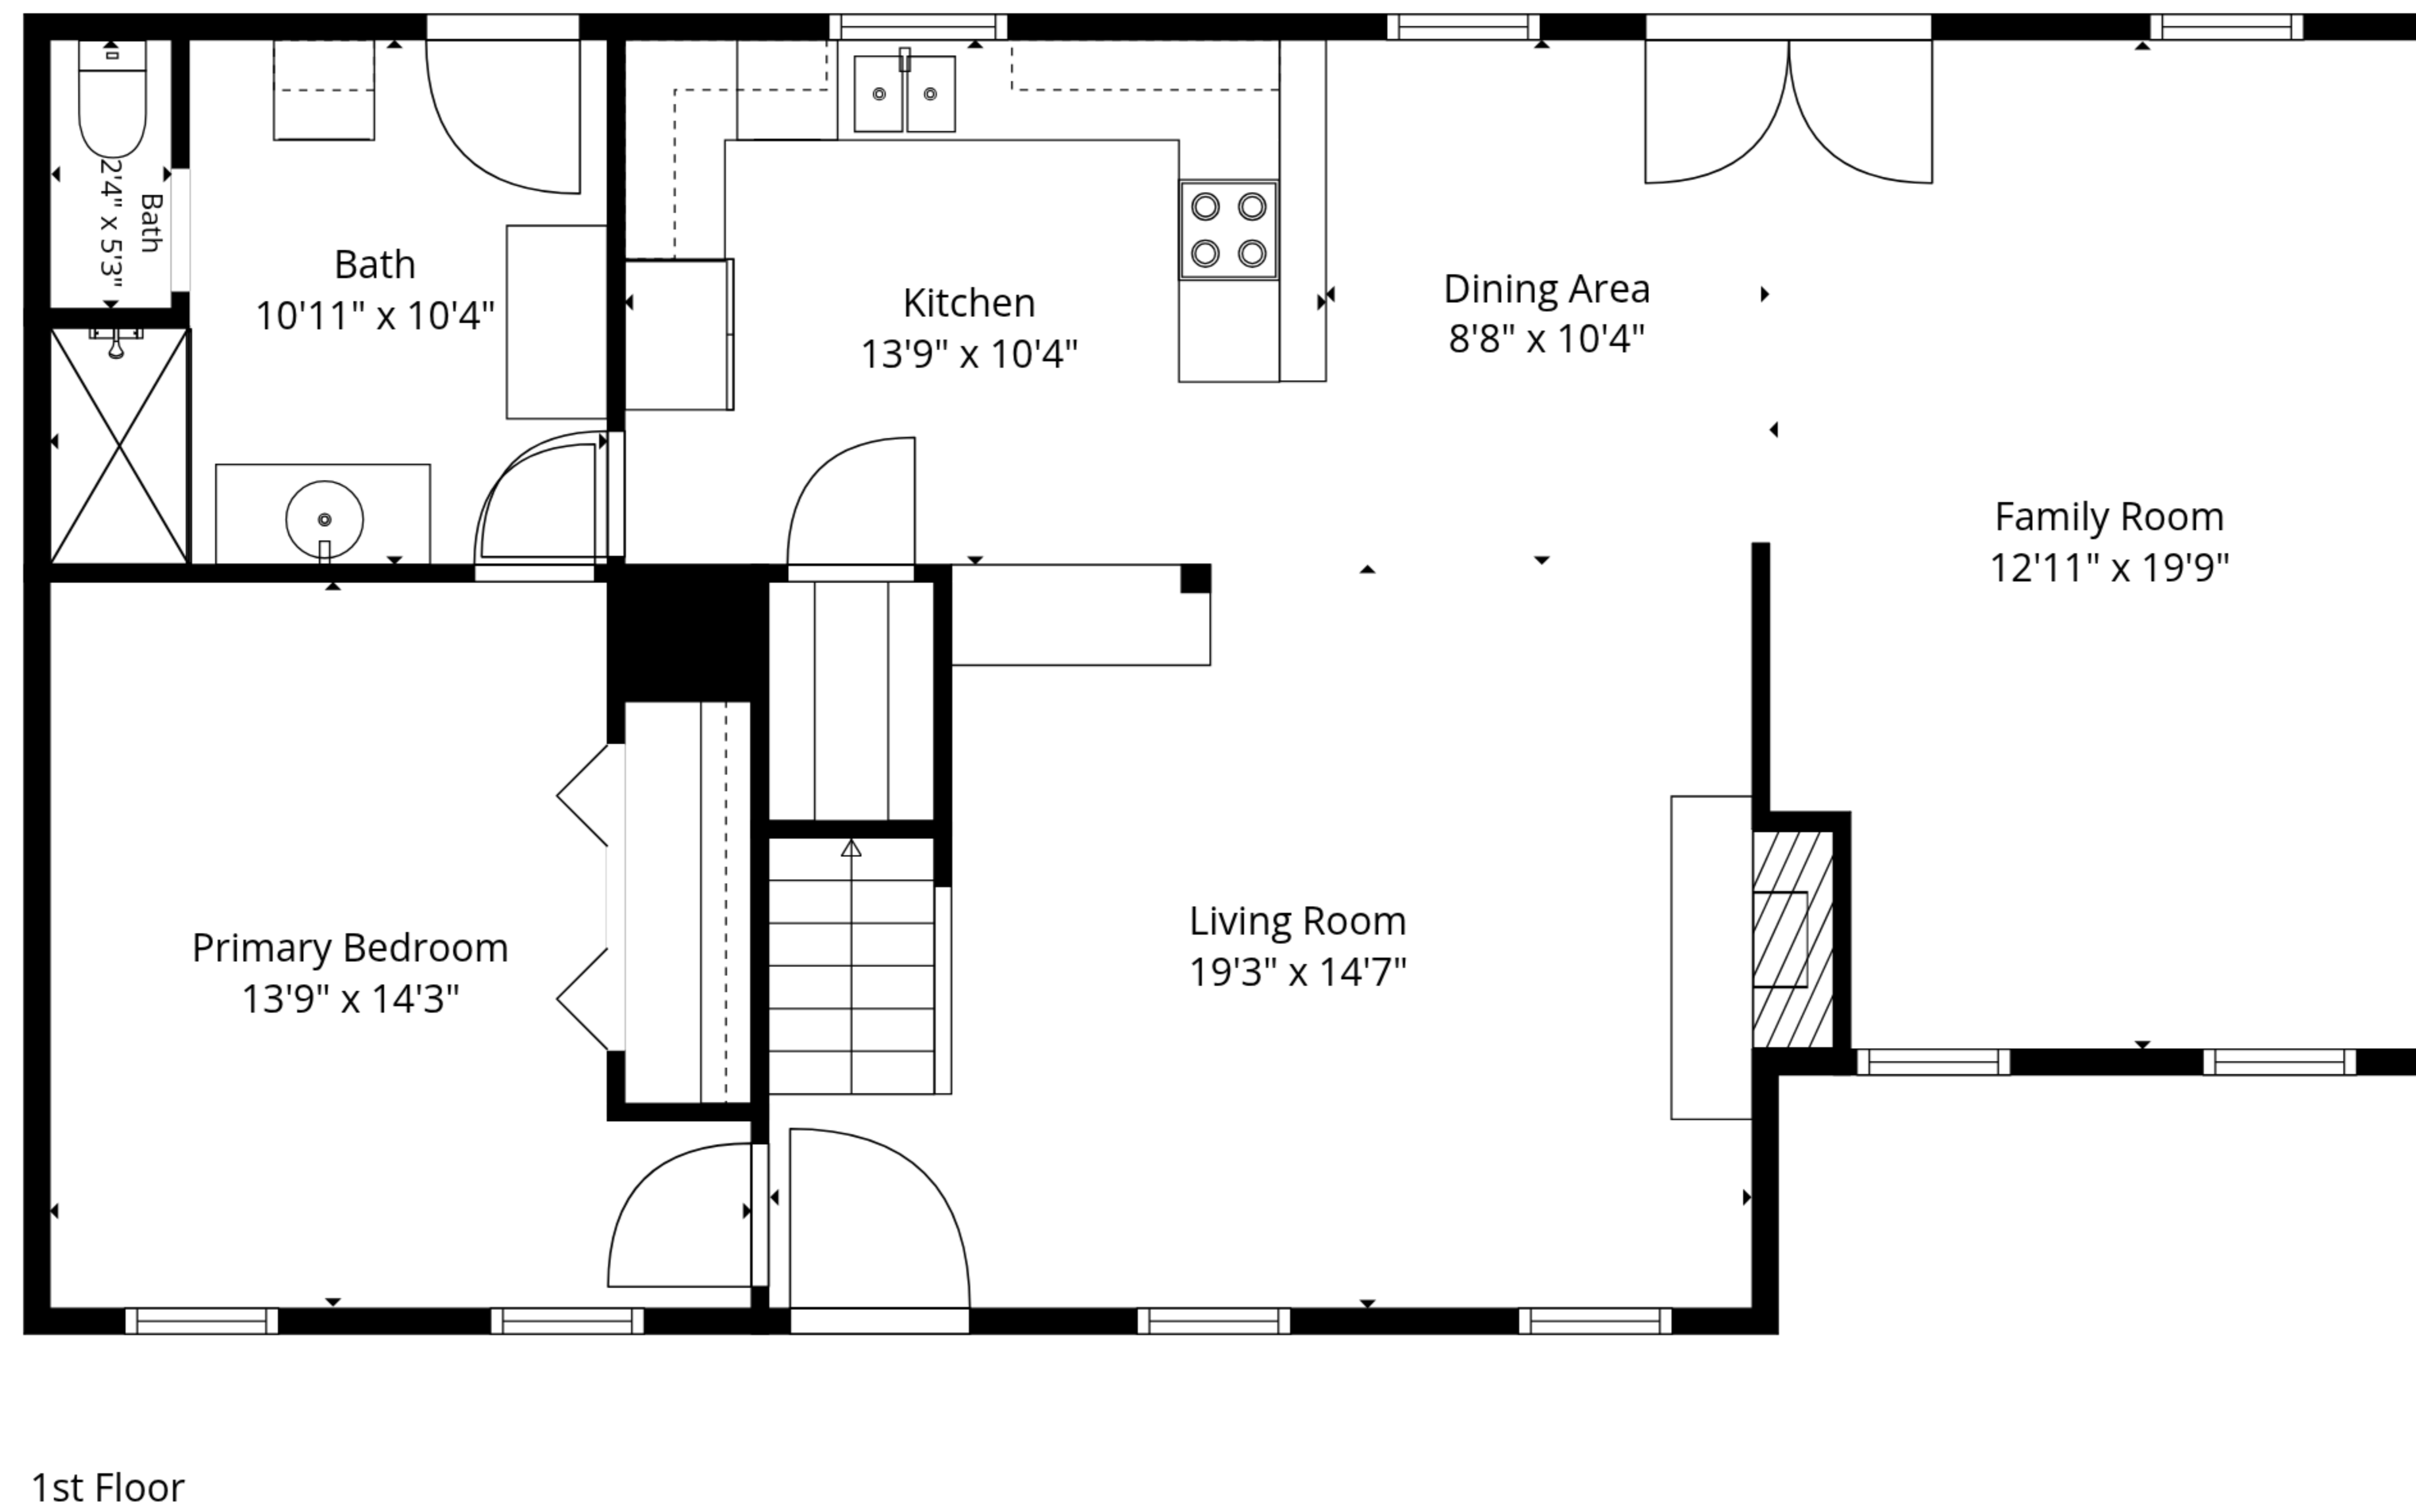 Bath
2'4" x 5'3"
Bath
10'11" x 10'4"
Kitchen
13'9" x 10'4"
Dining Area
8'8" x 10'4"
Family Room
12'11" x 19'9"
Primary Bedroom
13'9" x 14'3"
Living Room
19'3" x 14'7"
1st Floor